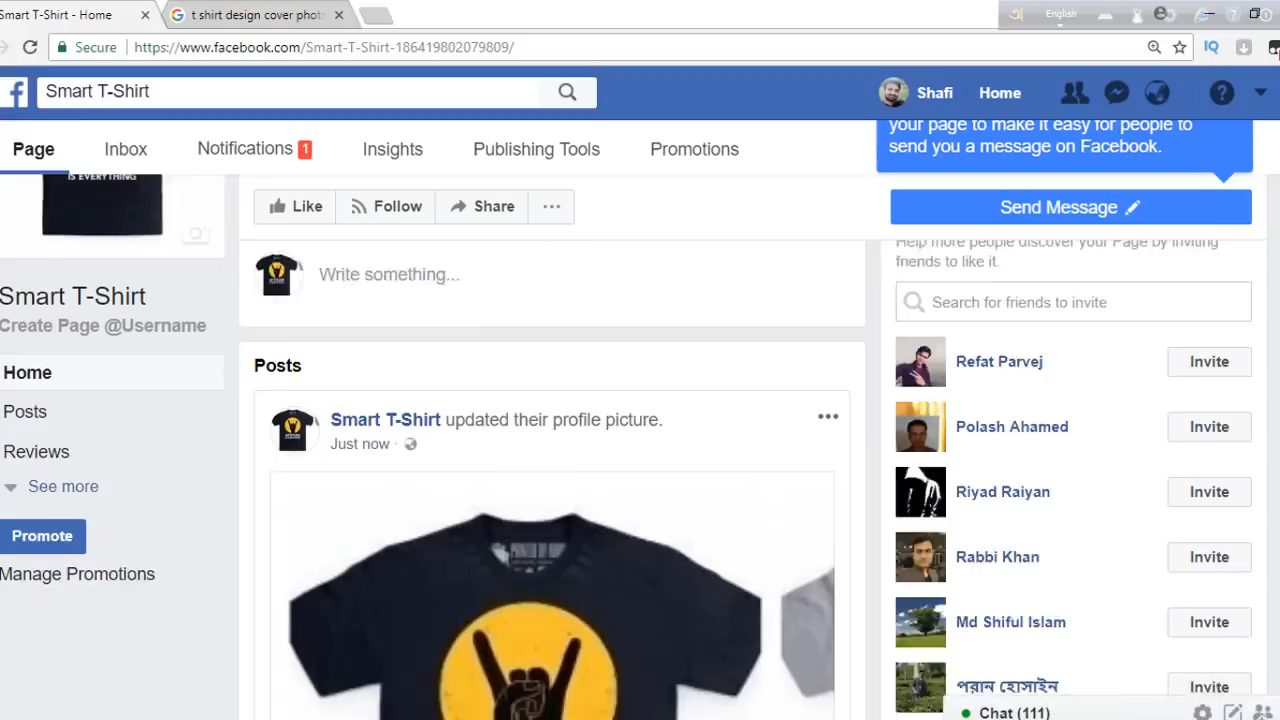 Smart T-Shirt - Home
t shirt design cover phot
English
Secure
https://www.facebook.com/Smart-T-Shirt-186419802079809/
IQ
Smart T-Shirt
Shafi
Home
Page
Inbox
Notifications 1
Insights
Publishing Tools
Promotions
your page to make it easy for people to
send you a message on Facebook.
IS EVERYTHING
Like
Follow
Share
Send Message
Help more people discover your Page by inviting
friends to like it.
Write something...
Search for friends to invite
Smart T-Shirt
Create Page @Username
Home
Posts
Reviews
See more
Promote
Manage Promotions
Posts
Smart T-Shirt updated their profile picture.
Just now ·
Refat Parvej
Invite
Polash Ahamed
Invite
Riyad Raiyan
Invite
Rabbi Khan
Invite
Md Shiful Islam
Invite
পরান হোসাইন
Invite
Chat (111)